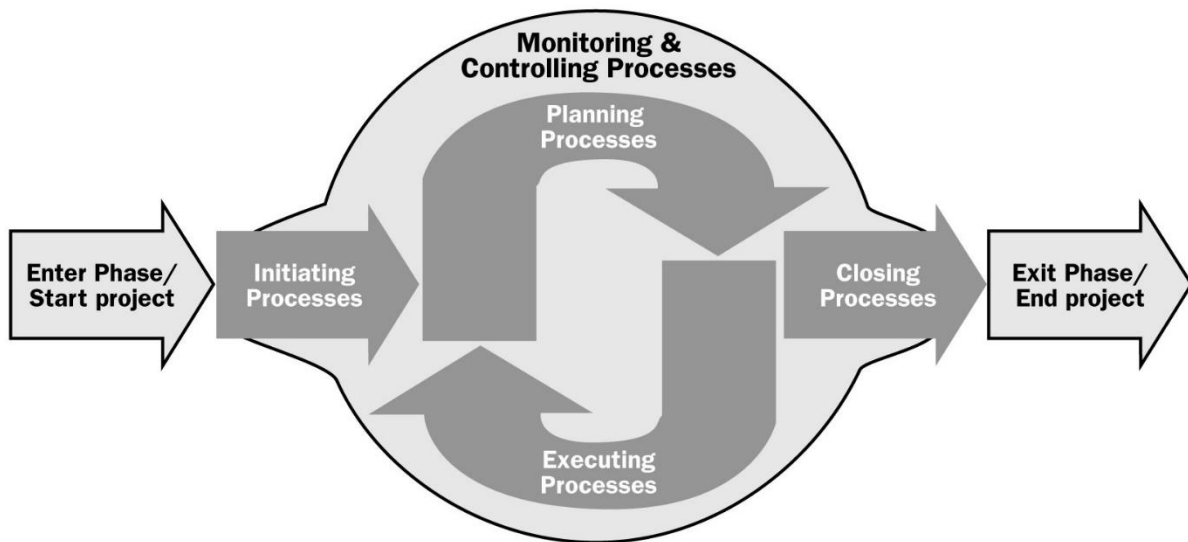 Monitoring &
Controlling Processes
Planning
Processes
Enter Phase/
Start project
Initiating
Processes
Closing
Processes
Exit Phase/
End project
Executing
Processes